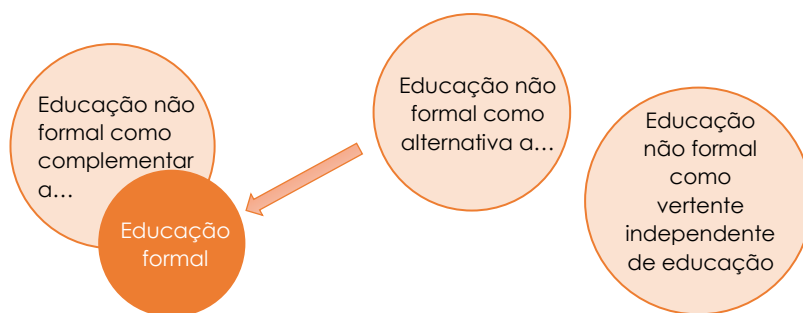 Educação não
formal como
complementar
a…
Educação
formal
Educação não
formal como
alternativa a…
Educação
não formal
como
vertente
independente
de educação